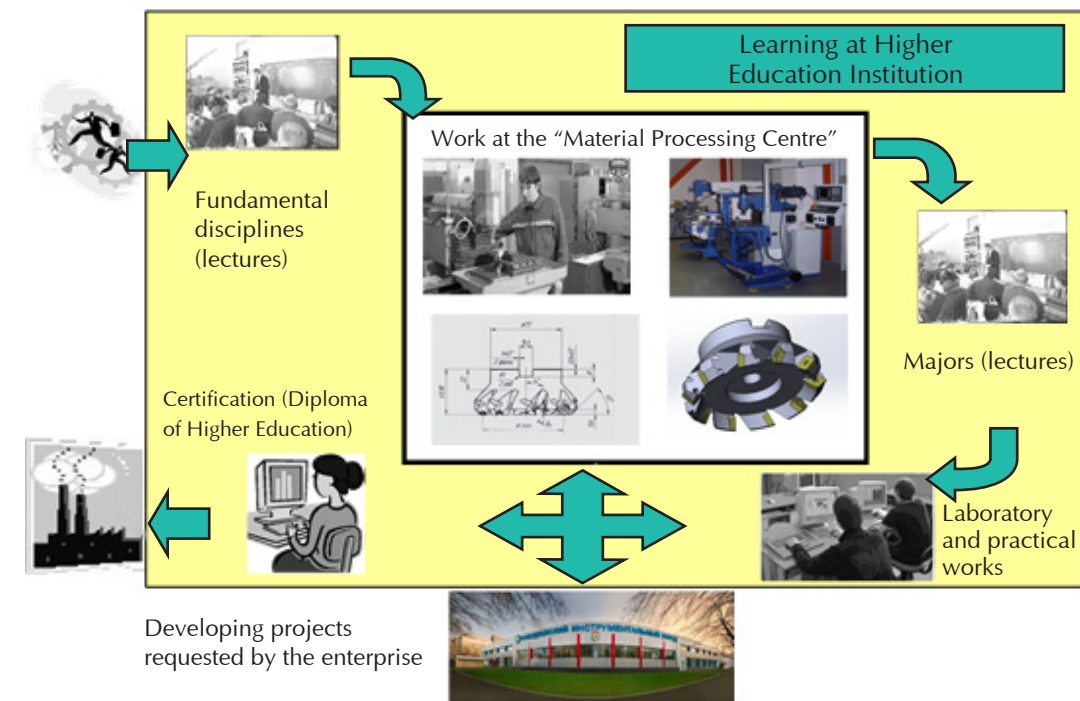 Learning at Higher
Education Institution
Work at the “Material Processing Centre”
Fundamental
disciplines
(lectures)
Majors (lectures)
Certification (Diploma
of Higher Education)
Laboratory
and practical
works
Developing projects
requested by the enterprise
ИНСТРУМЕНТАЛЬНЫЙ